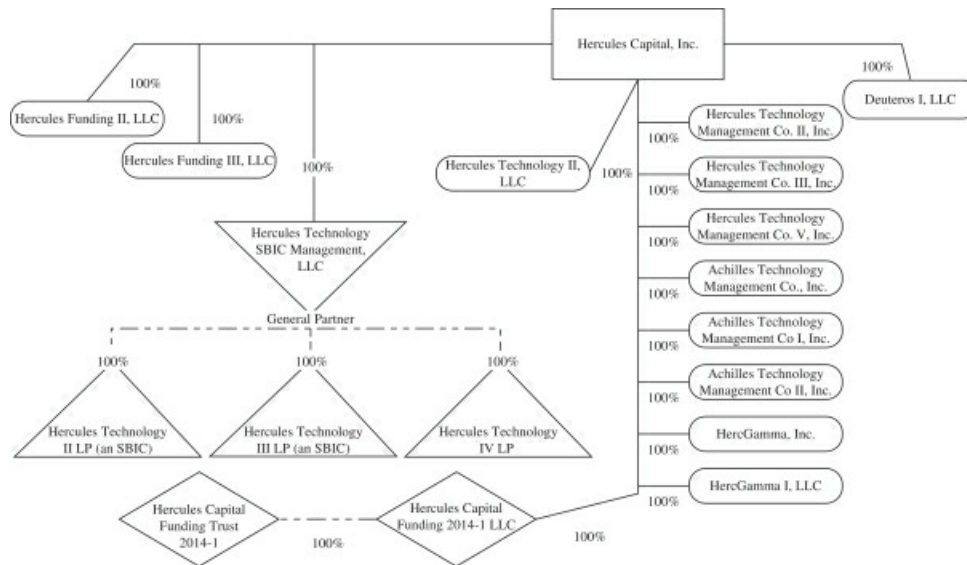 Hercules Capital, Inc.
100%
Hercules Funding II, LLC
100%
Hercules Funding III, LLC
100%
Hercules Technology
SBIC Management,
LLC
General Partner
100%
100%
100%
Hercules Technology
II LP (an SBIC)
Hercules Technology
III LP (an SBIC)
Hercules Technology
IV LP
Hercules Technology II,
LLC
100%
100%
Deuteros I, LLC
Hercules Technology
Management Co. II, Inc.
100%
Hercules Technology
Management Co. III, Inc.
100%
Hercules Technology
Management Co. V, Inc.
100%
Achilles Technology
Management Co., Inc.
100%
Achilles Technology
Management Co I, Inc.
100%
Achilles Technology
Management Co II, Inc.
100%
HercGamma, Inc.
100%
HercGamma I, LLC
100%
Hercules Capital
Funding Trust
2014-1
100%
Hercules Capital
Funding 2014-1 LLC
100%